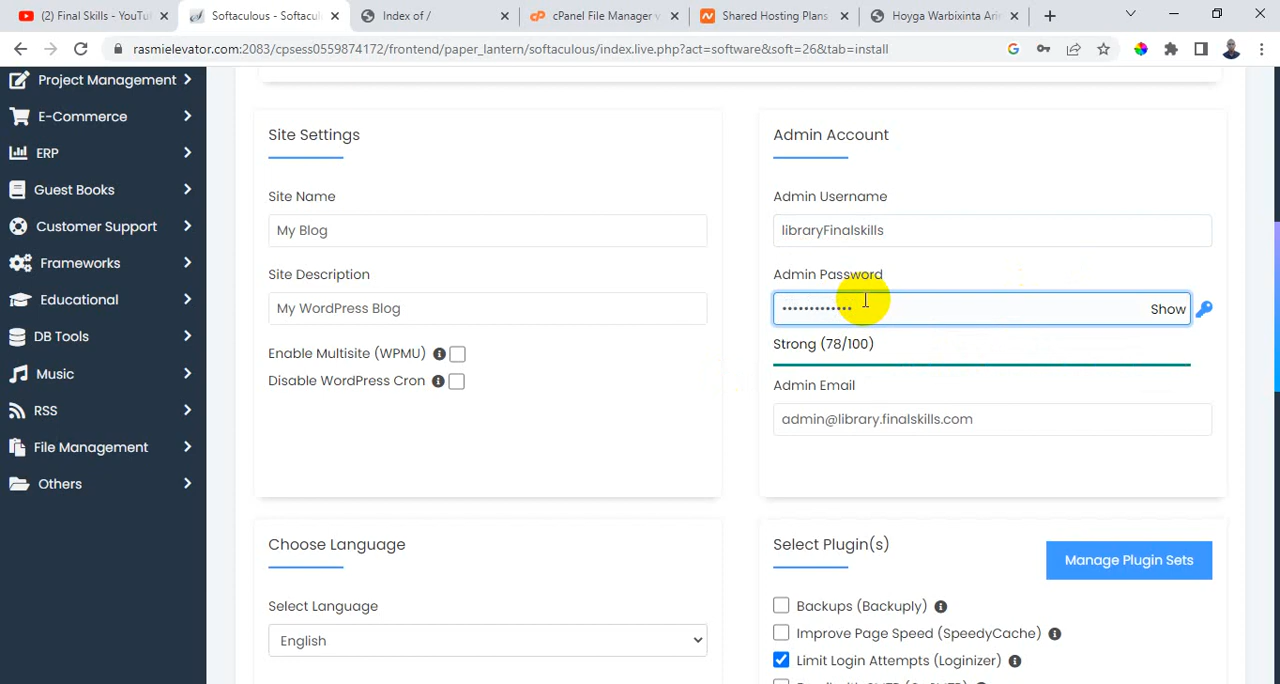 (2) Final Skills - YouTu
Softaculous - Softacul
Index of /
cPanel File Manager v
Shared Hosting Plans
Hoyga Warbixinta Ari
rasmielevator.com:2083/cpsess0559874172/frontend/paper_lantern/softaculous/index.live.php?act=software&soft=26&tab=install
Project Management
E-Commerce
ERP
Guest Books
Customer Support
Frameworks
Educational
DB Tools
Music
RSS
File Management
Others
Site Settings
Site Name
My Blog
Site Description
My WordPress Blog
Enable Multisite (WPMU)
Disable WordPress Cron
Admin Account
Admin Username
libraryFinalskills
Admin Password
••••••••••••• Show
Strong (78/100)
Admin Email
admin@library.finalskills.com
Choose Language
Select Language
English
Select Plugin(s)
Manage Plugin Sets
Backups (Backuply)
Improve Page Speed (SpeedyCache)
Limit Login Attempts (Loginizer)